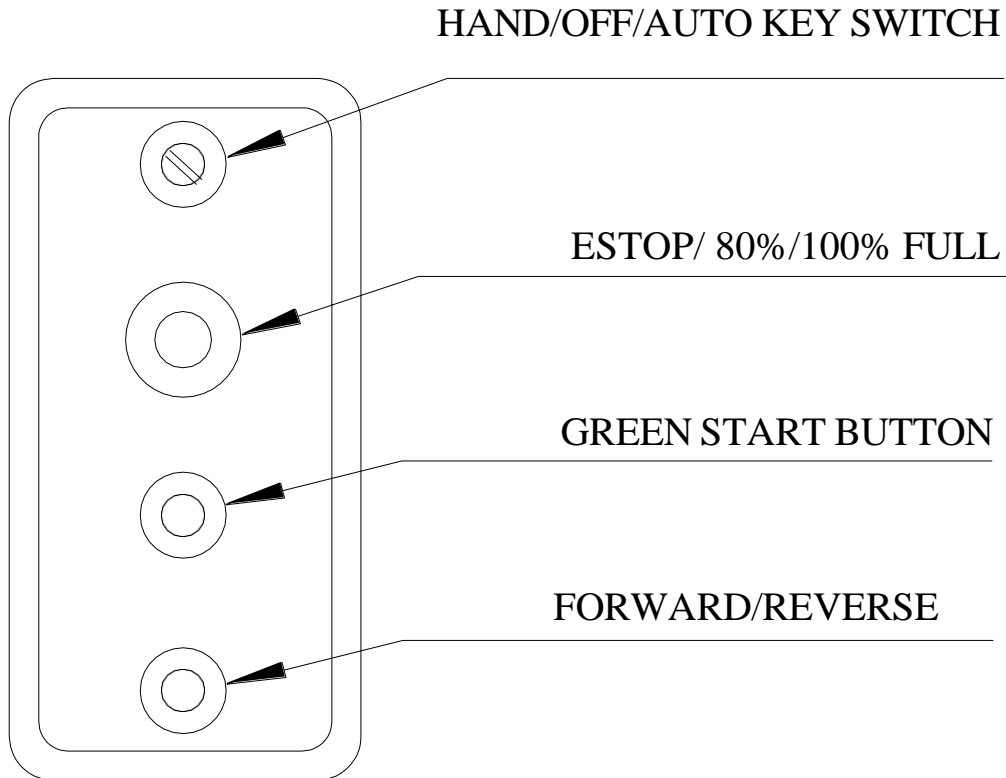 HAND/OFF/AUTO KEY SWITCH
ESTOP/ 80%/100% FULL
GREEN START BUTTON
FORWARD/REVERSE